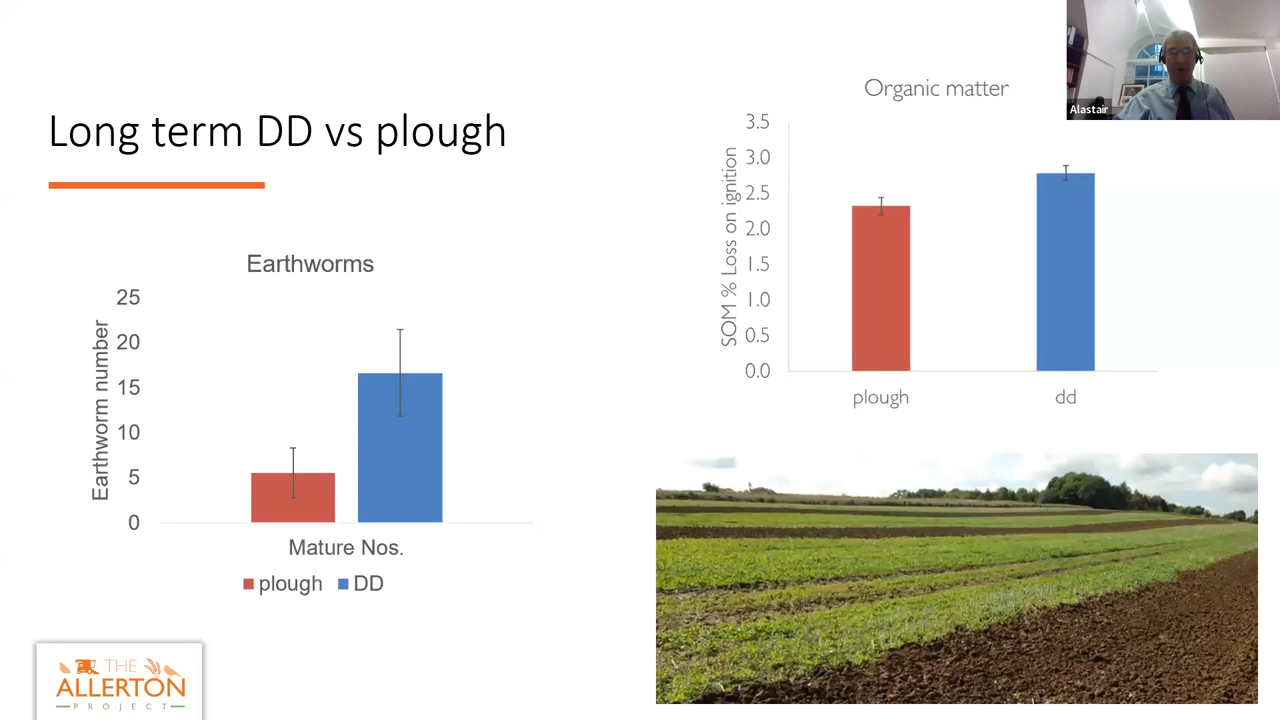 Long term DD vs plough
Earthworms
Earthworm number
25
20
15
10
5
0
Mature Nos.
plough DD
Organic matter
SOM % Loss on ignition
3.5
3.0
2.5
2.0
1.5
1.0
0.5
0.0
plough dd
Alastair
THE
ALLERTON
PROJECT